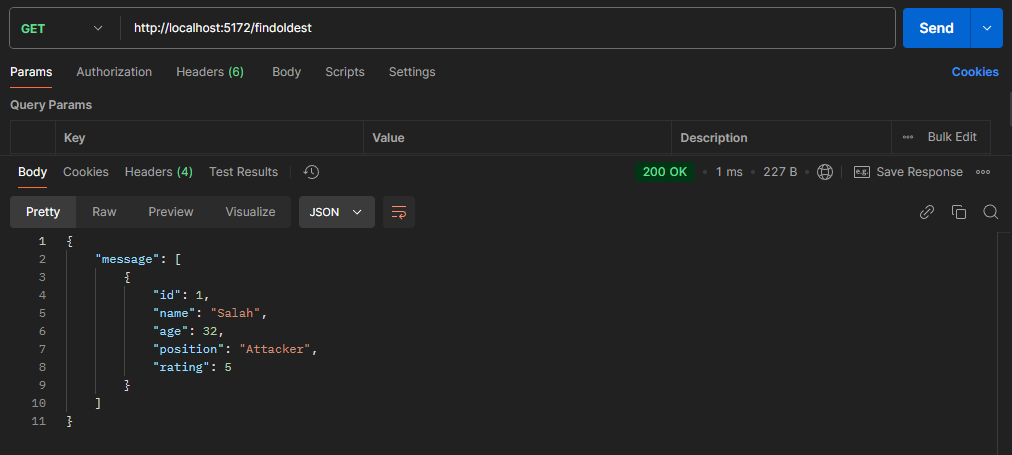 GET http://localhost:5172/findoldest Send
Params Authorization Headers (6) Body Scripts Settings Cookies
Query Params
Key Value Description Bulk Edit
Body Cookies Headers (4) Test Results 200 OK 1 ms 227 B e.g. Save Response
Pretty Raw Preview Visualize JSON
1 {
2 "message": [
3 {
4 "id": 1,
5 "name": "Salah",
6 "age": 32,
7 "position": "Attacker",
8 "rating": 5
9 }
10 ]
11 }